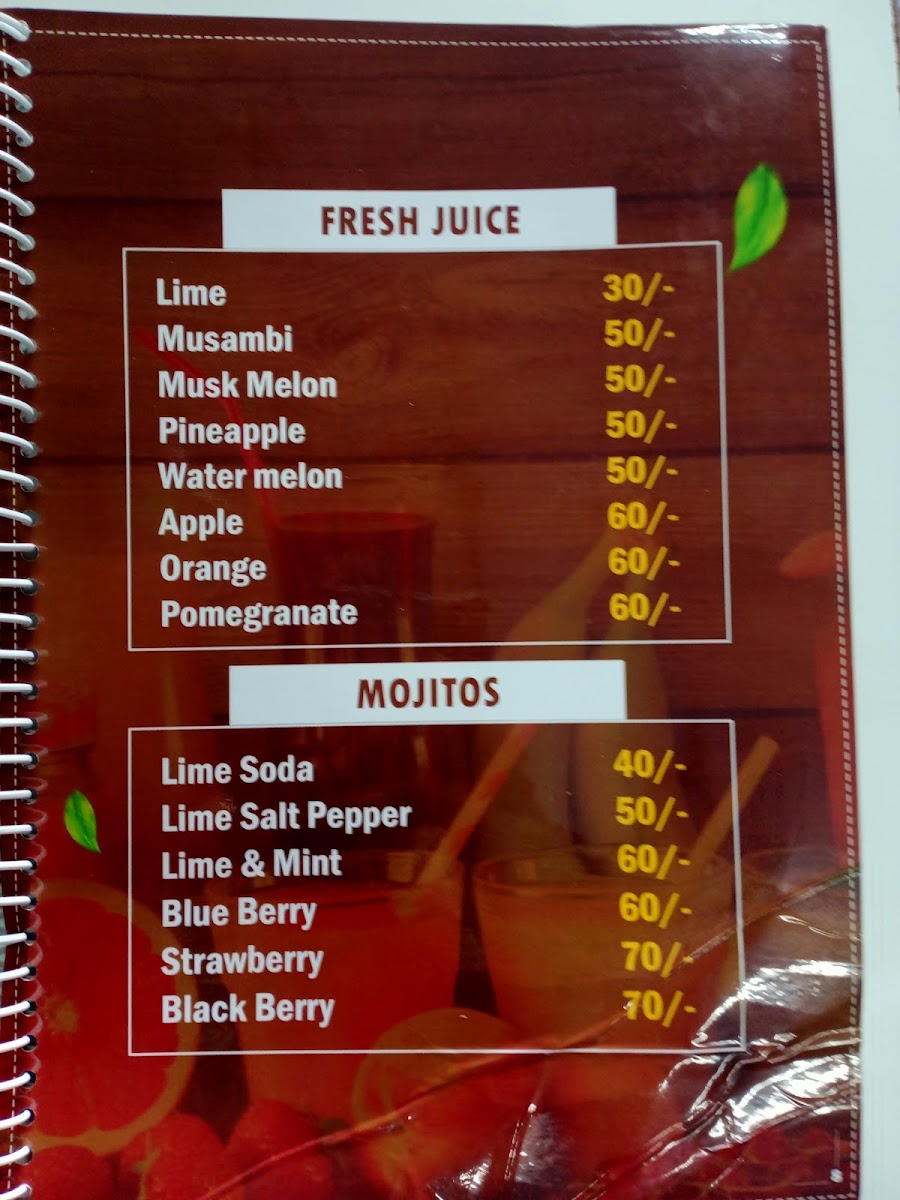 FRESH JUICE
Lime 30/-
Musambi 50/-
Musk Melon 50/-
Pineapple 50/-
Water melon 50/-
Apple 60/-
Orange 60/-
Pomegranate 60/-
MOJITOS
Lime Soda 40/-
Lime Salt Pepper 50/-
Lime & Mint 60/-
Blue Berry 60/-
Strawberry 70/-
Black Berry 70/-